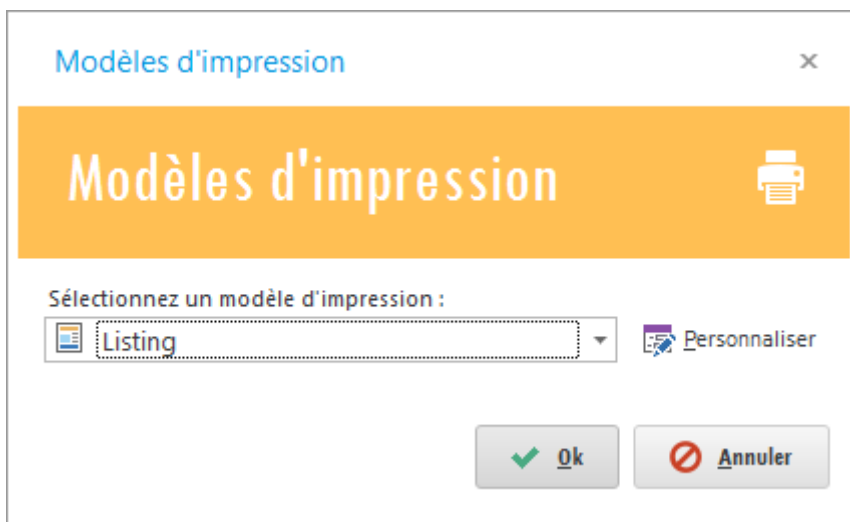 Modèles d'impression
Modèles d'impression
Sélectionnez un modèle d'impression :
Listing
Personnaliser
Ok
Annuler